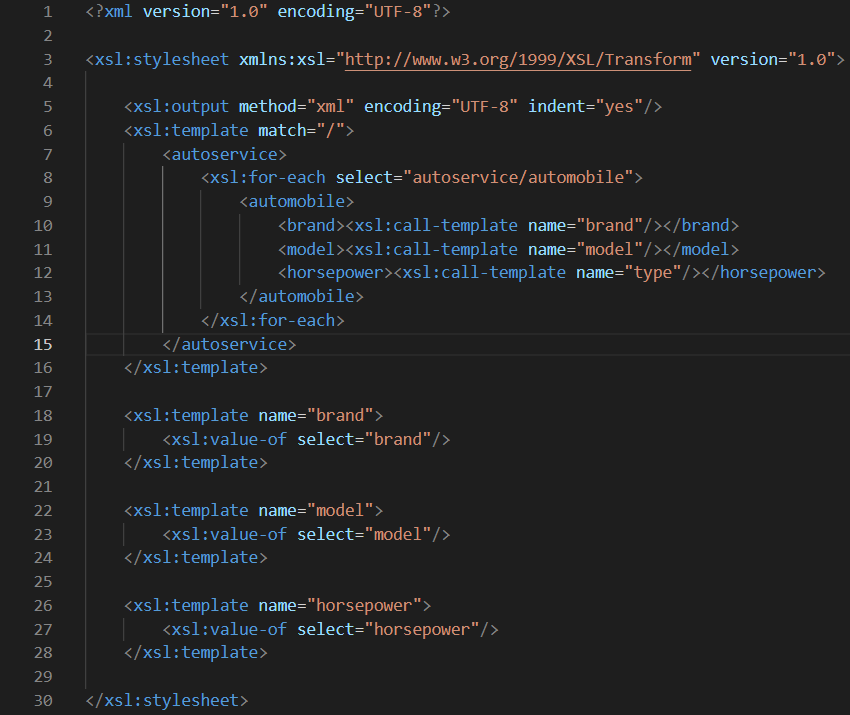 1 <?xml version="1.0" encoding="UTF-8"?>
2
3 <xsl:stylesheet xmlns:xsl="http://www.w3.org/1999/XSL/Transform" version="1.0">
4
5 <xsl:output method="xml" encoding="UTF-8" indent="yes"/>
6 <xsl:template match="/">
7 <autoservice>
8 <xsl:for-each select="autoservice/automobile">
9 <automobile>
10 <brand><xsl:call-template name="brand"/></brand>
11 <model><xsl:call-template name="model"/></model>
12 <horsepower><xsl:call-template name="type"/></horsepower>
13 </automobile>
14 </xsl:for-each>
15 </autoservice>
16 </xsl:template>
17
18 <xsl:template name="brand">
19 <xsl:value-of select="brand"/>
20 </xsl:template>
21
22 <xsl:template name="model">
23 <xsl:value-of select="model"/>
24 </xsl:template>
25
26 <xsl:template name="horsepower">
27 <xsl:value-of select="horsepower"/>
28 </xsl:template>
29
30 </xsl:stylesheet>